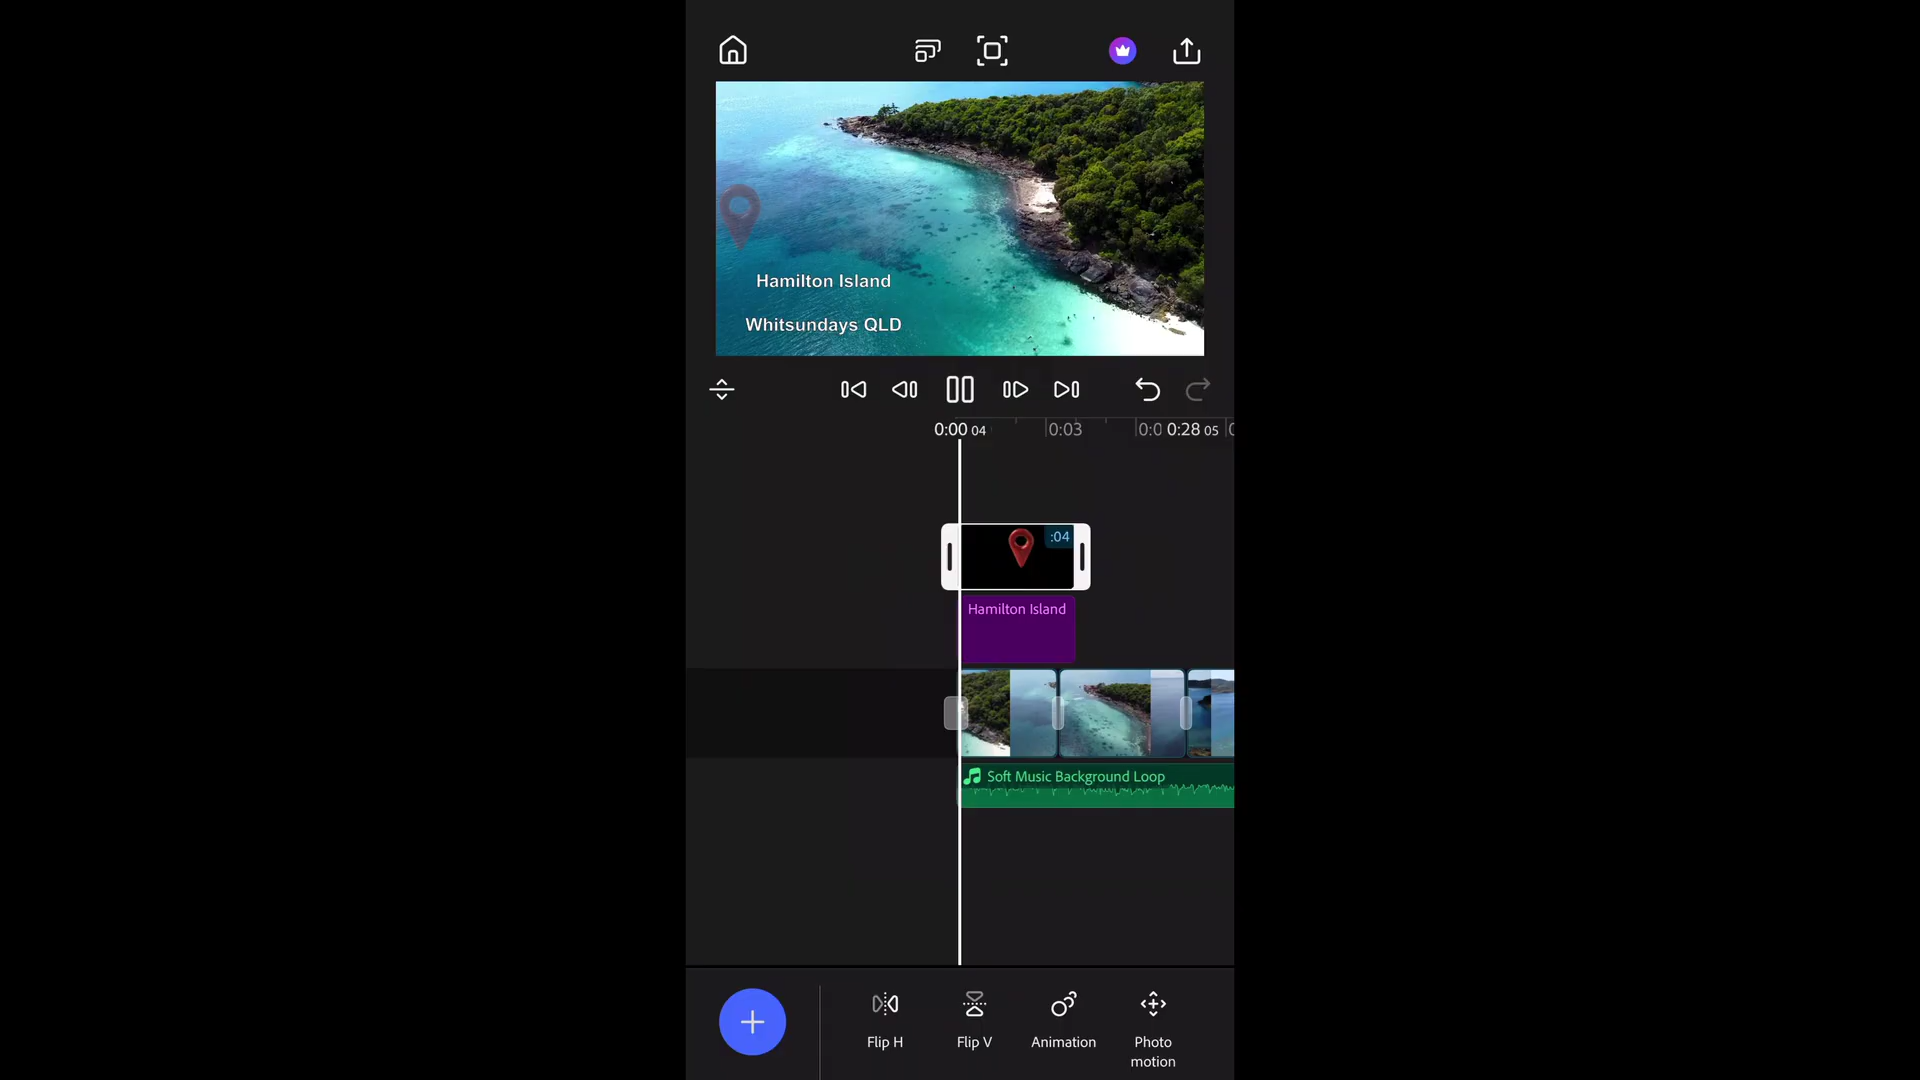 Hamilton Island
Whitsundays QLD
0:00 04
0:03
0:0
0:28 05
:04
Hamilton Island
Soft Music Background Loop
Flip H
Flip V
Animation
Photo
motion